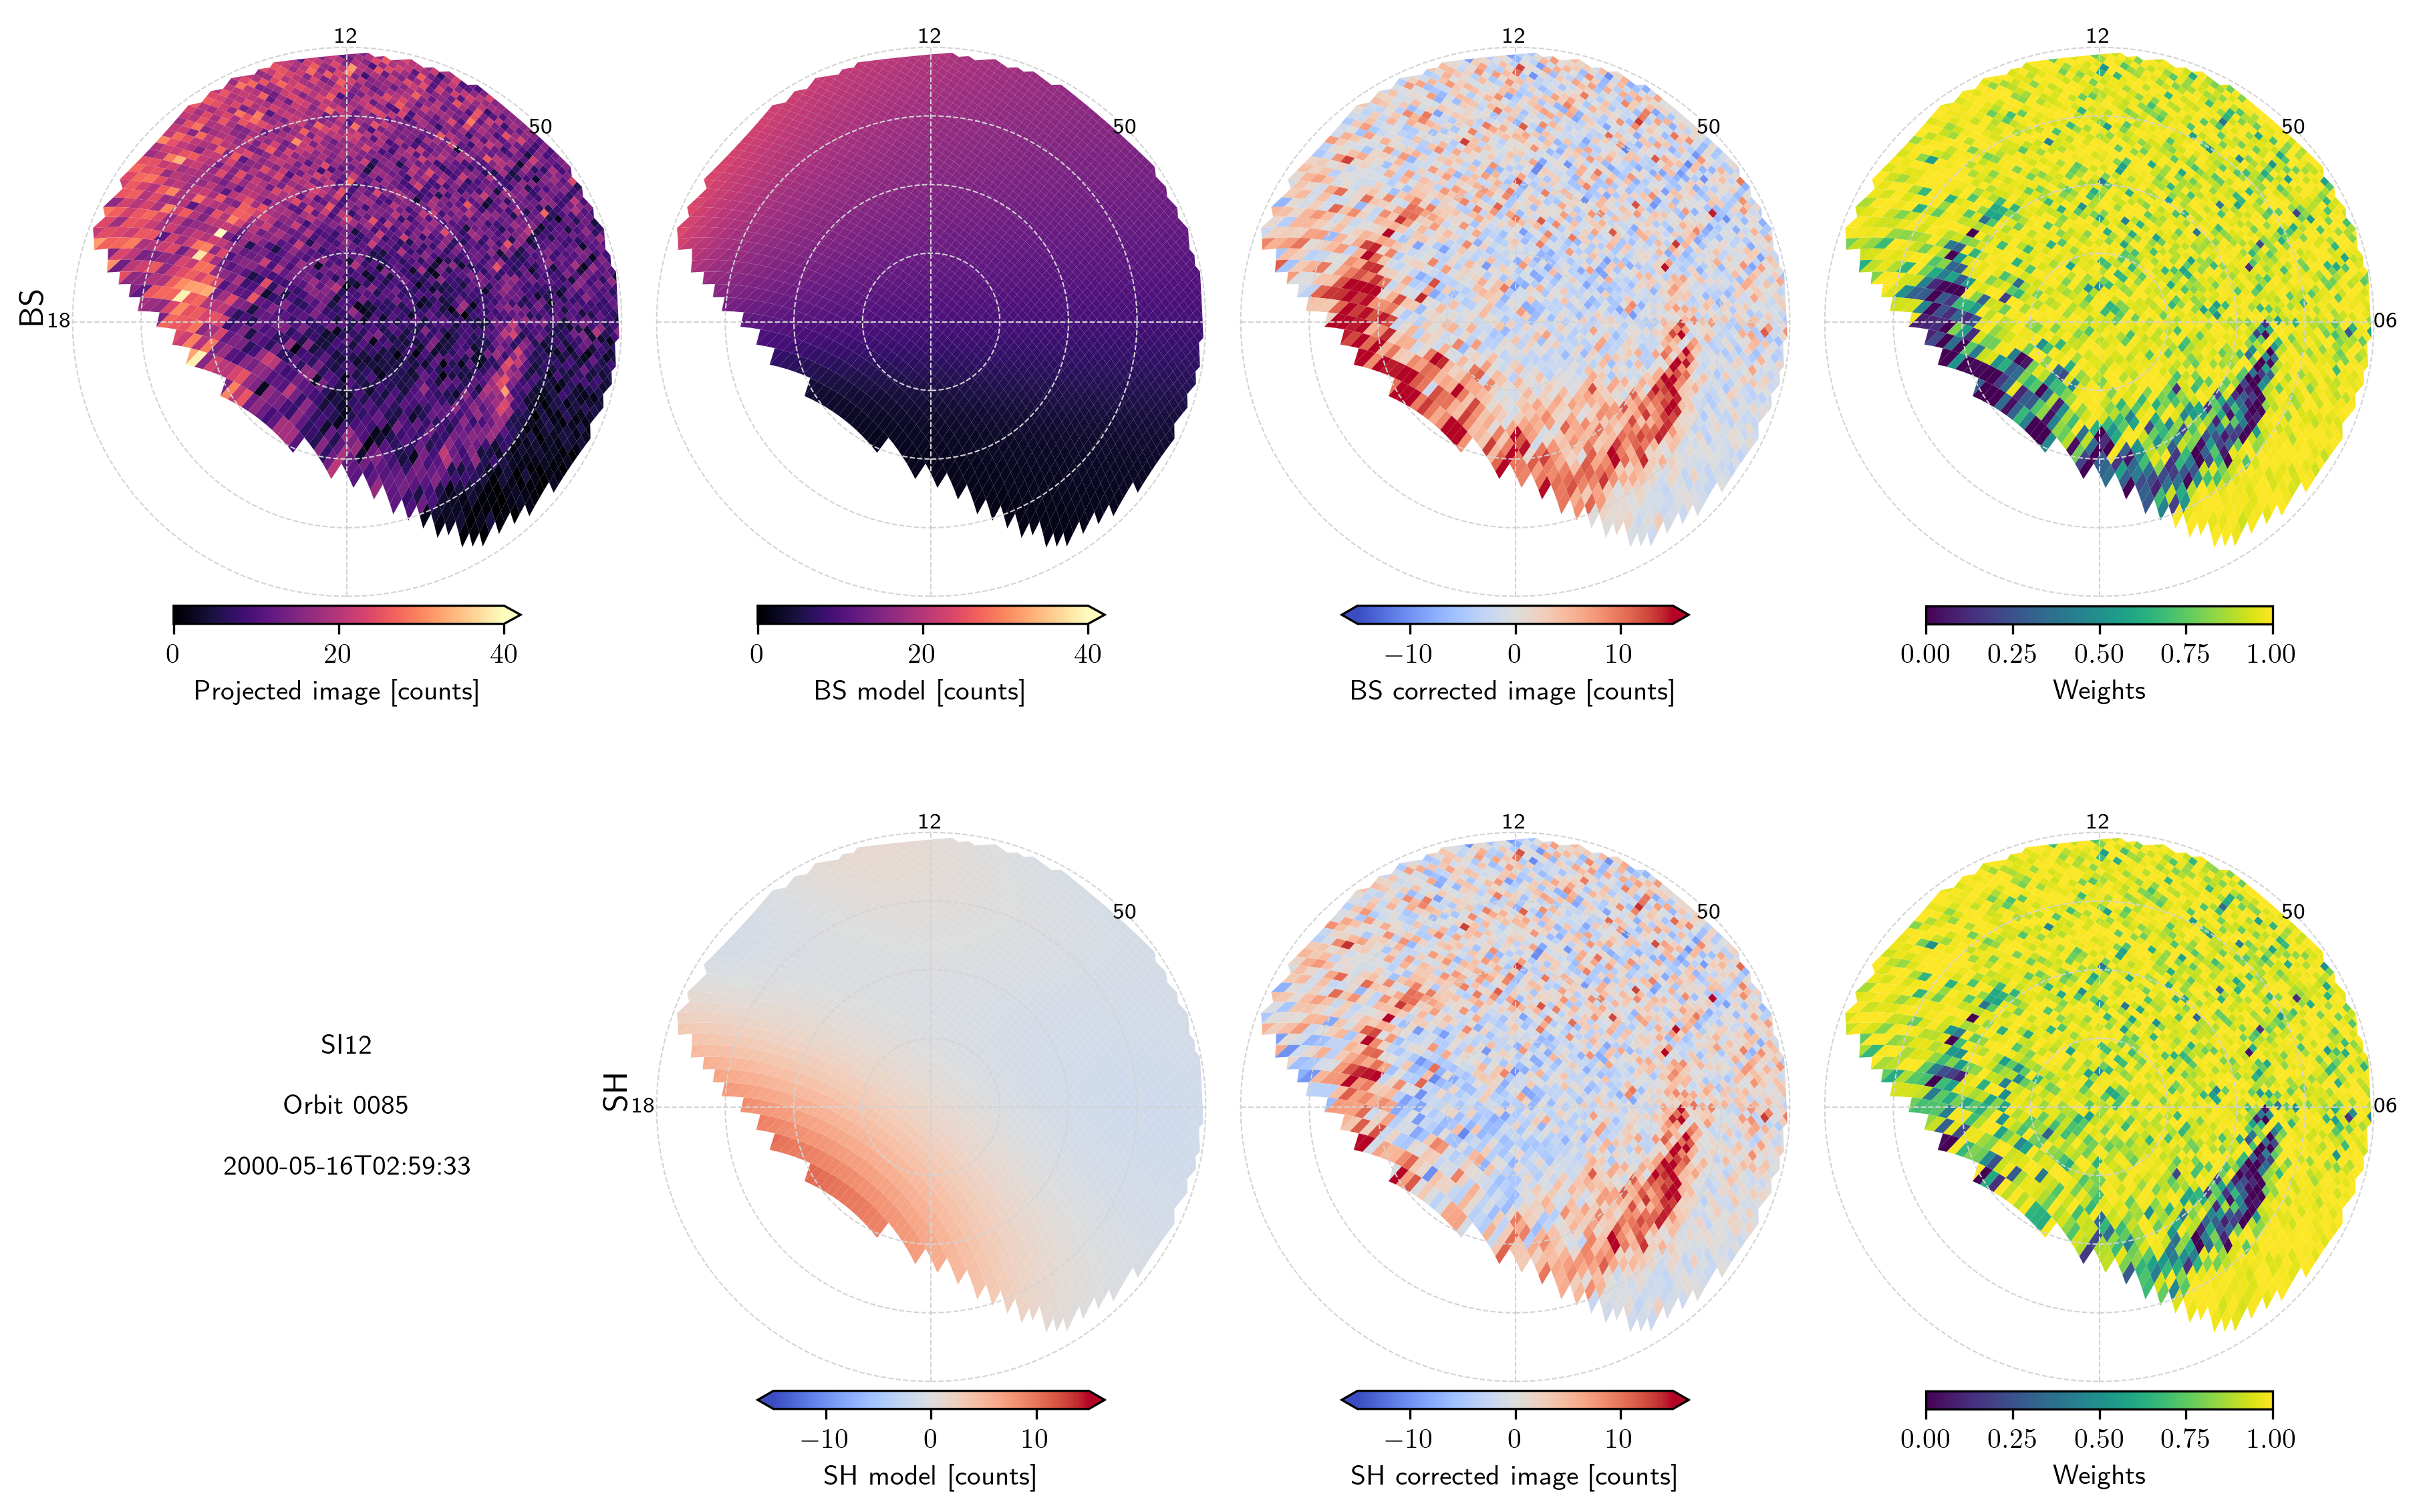 12 12 12 12
50 50 50 50
BS 18 06
0 20 40 0 20 40 −10 0 10 0.00 0.25 0.50 0.75 1.00
Projected image [counts] BS model [counts] BS corrected image [counts] Weights
12 12 12
50 50 50
SI12
Orbit 0085
SH 18 06
2000-05-16T02:59:33
−10 0 10 −10 0 10 0.00 0.25 0.50 0.75 1.00
SH model [counts] SH corrected image [counts] Weights